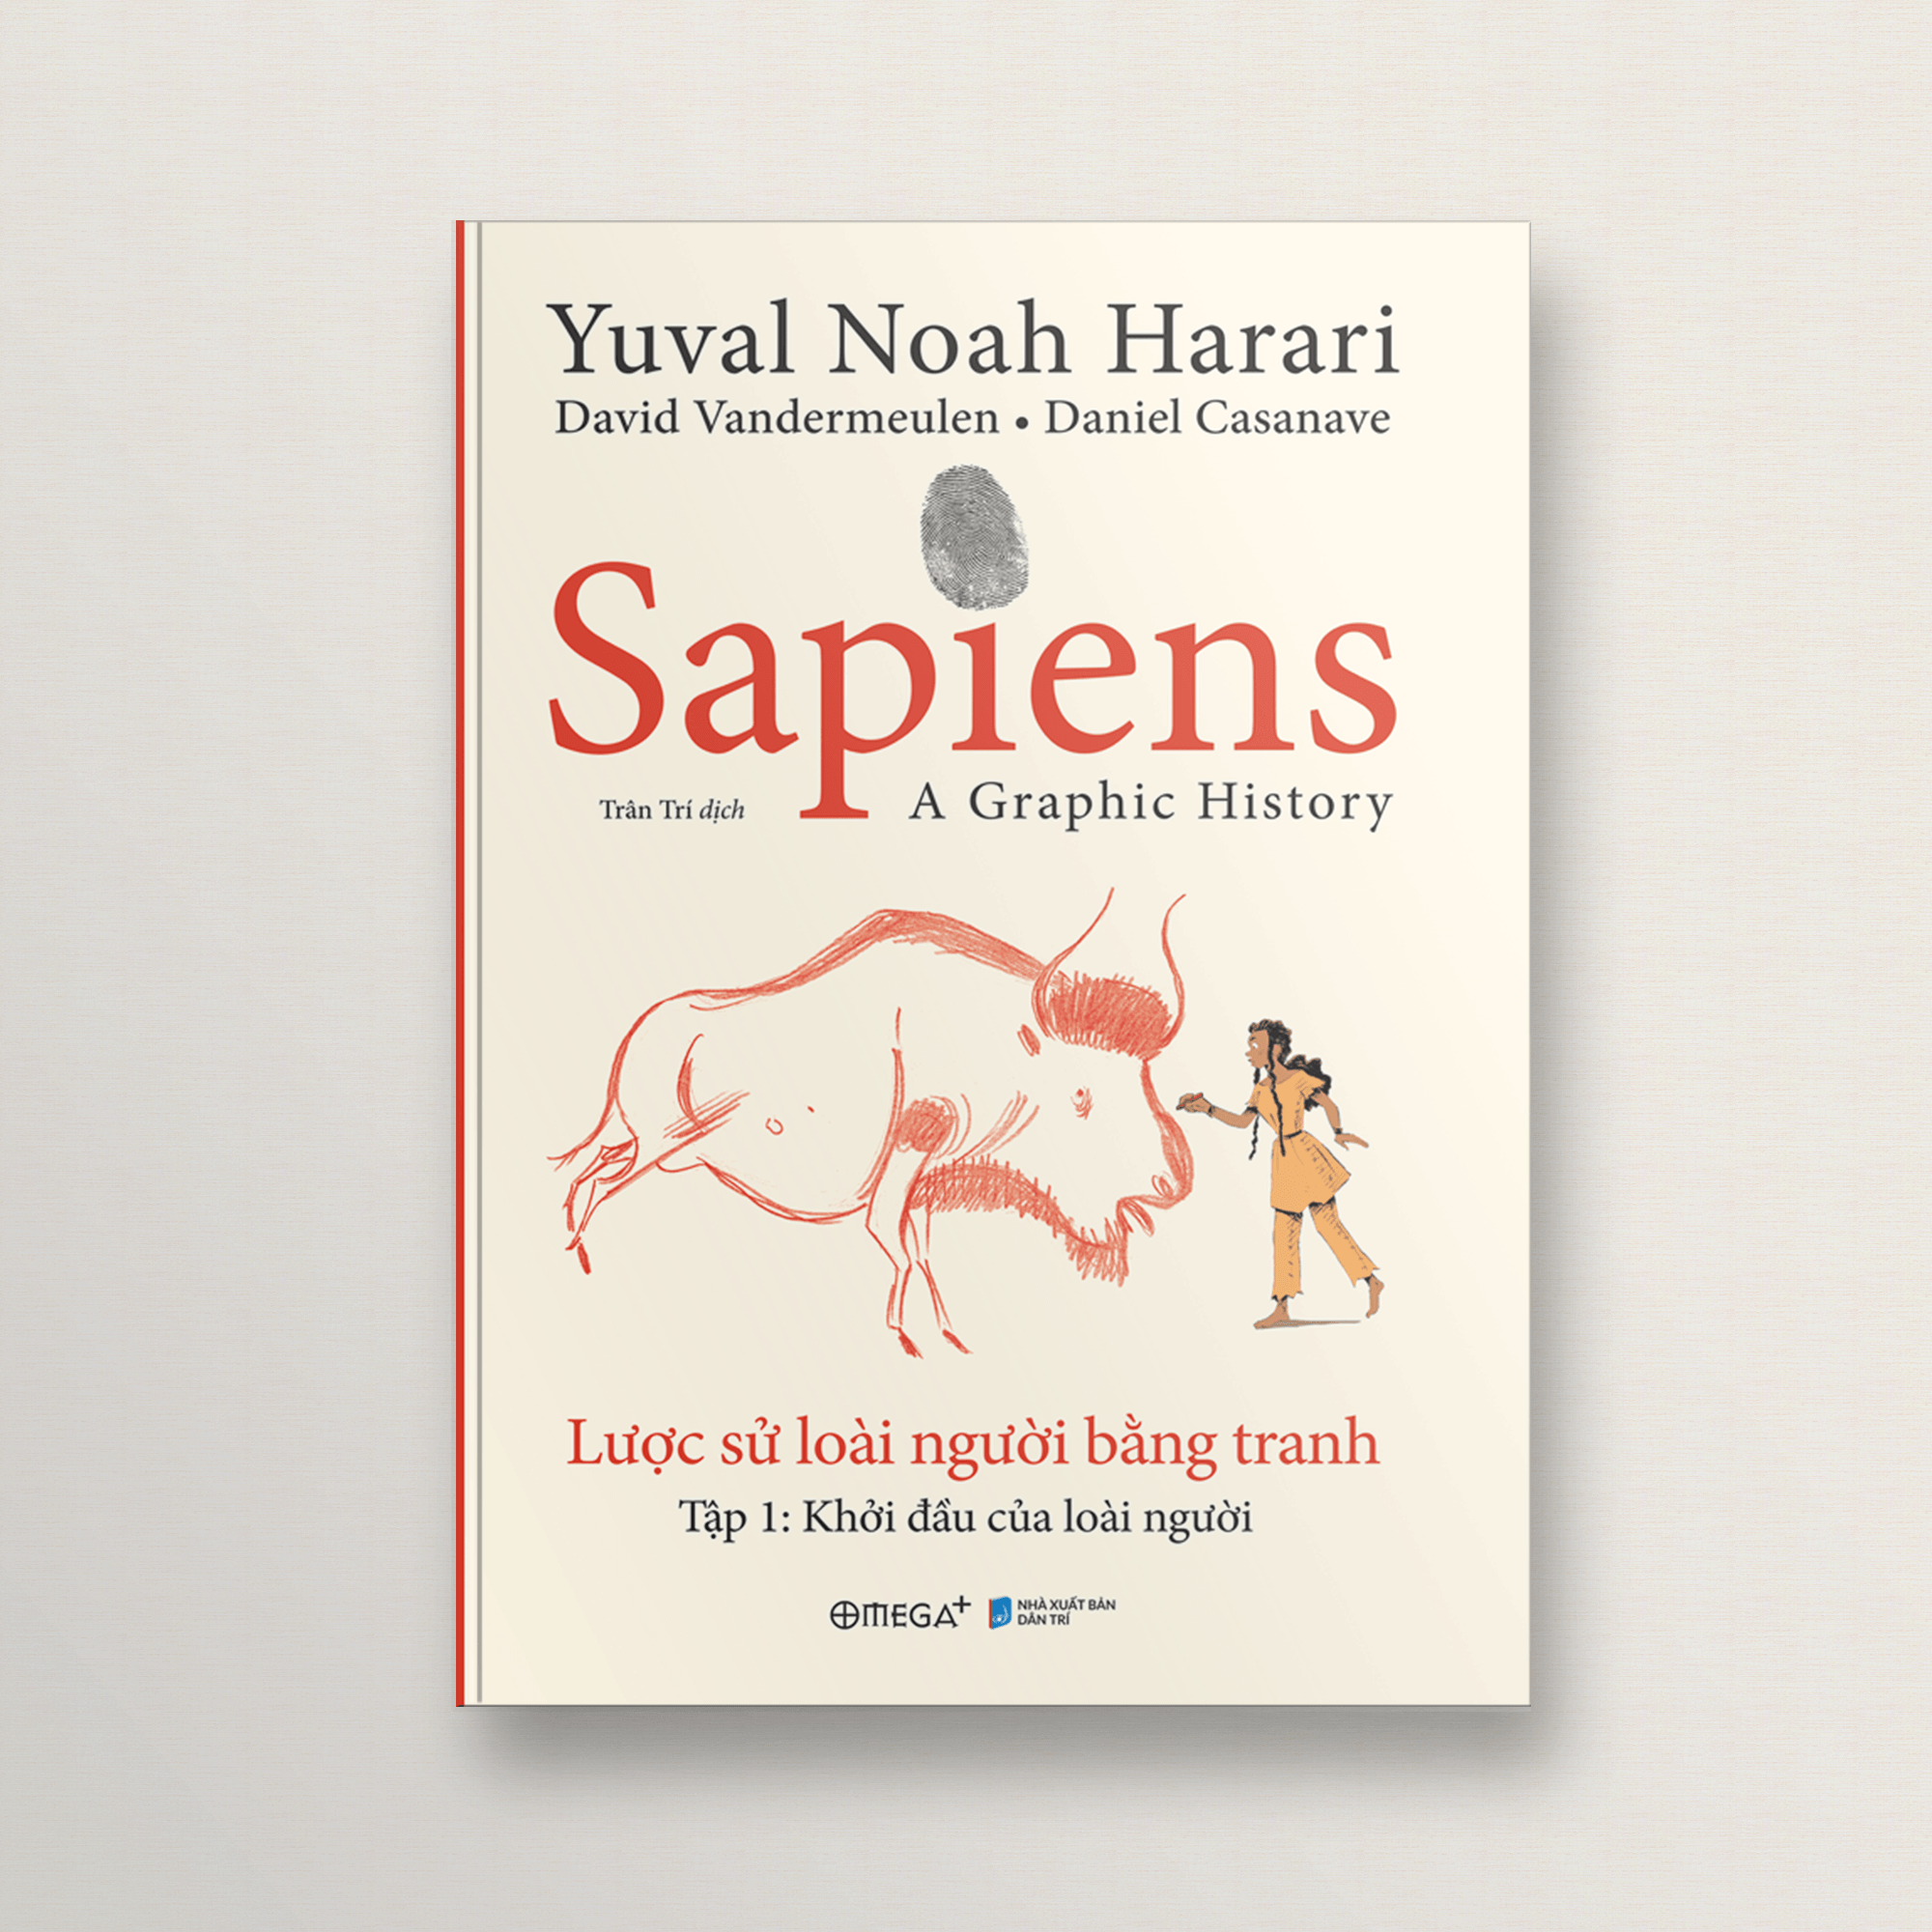 Yuval Noah Harari
David Vandermeulen • Daniel Casanave
Sapiens
Trân Trí dịch
A Graphic History
Lược sử loài người bằng tranh
Tập 1: Khởi đầu của loài người
OMEGA+
NHÀ XUẤT BẢN
DÂN TRÍ